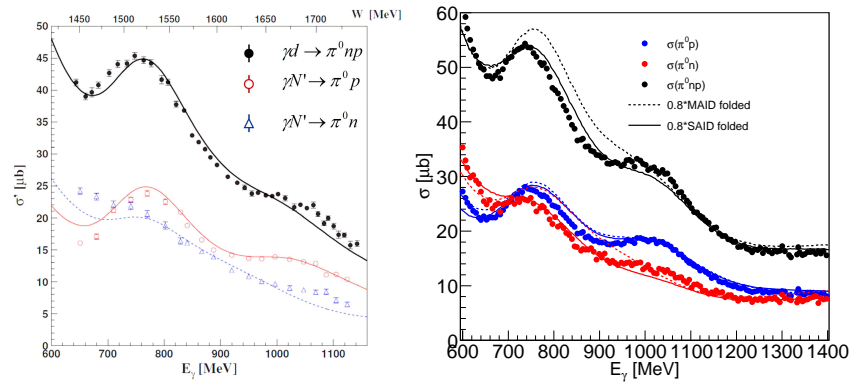 W [MeV]
1450 1500 1550 1600 1650 1700
50
45
40
35
30
25
20
15
10
5
0
σ' [μb]
γd → π⁰np
γN' → π⁰p
γN' → π⁰n
600 700 800 900 1000 1100
E_γ [MeV]
60
50
40
30
20
10
0
σ [μb]
σ(π⁰p)
σ(π⁰n)
σ(π⁰np)
0.8*MAID folded
0.8*SAID folded
600 700 800 900 1000 1100 1200 1300 1400
E_γ [MeV]